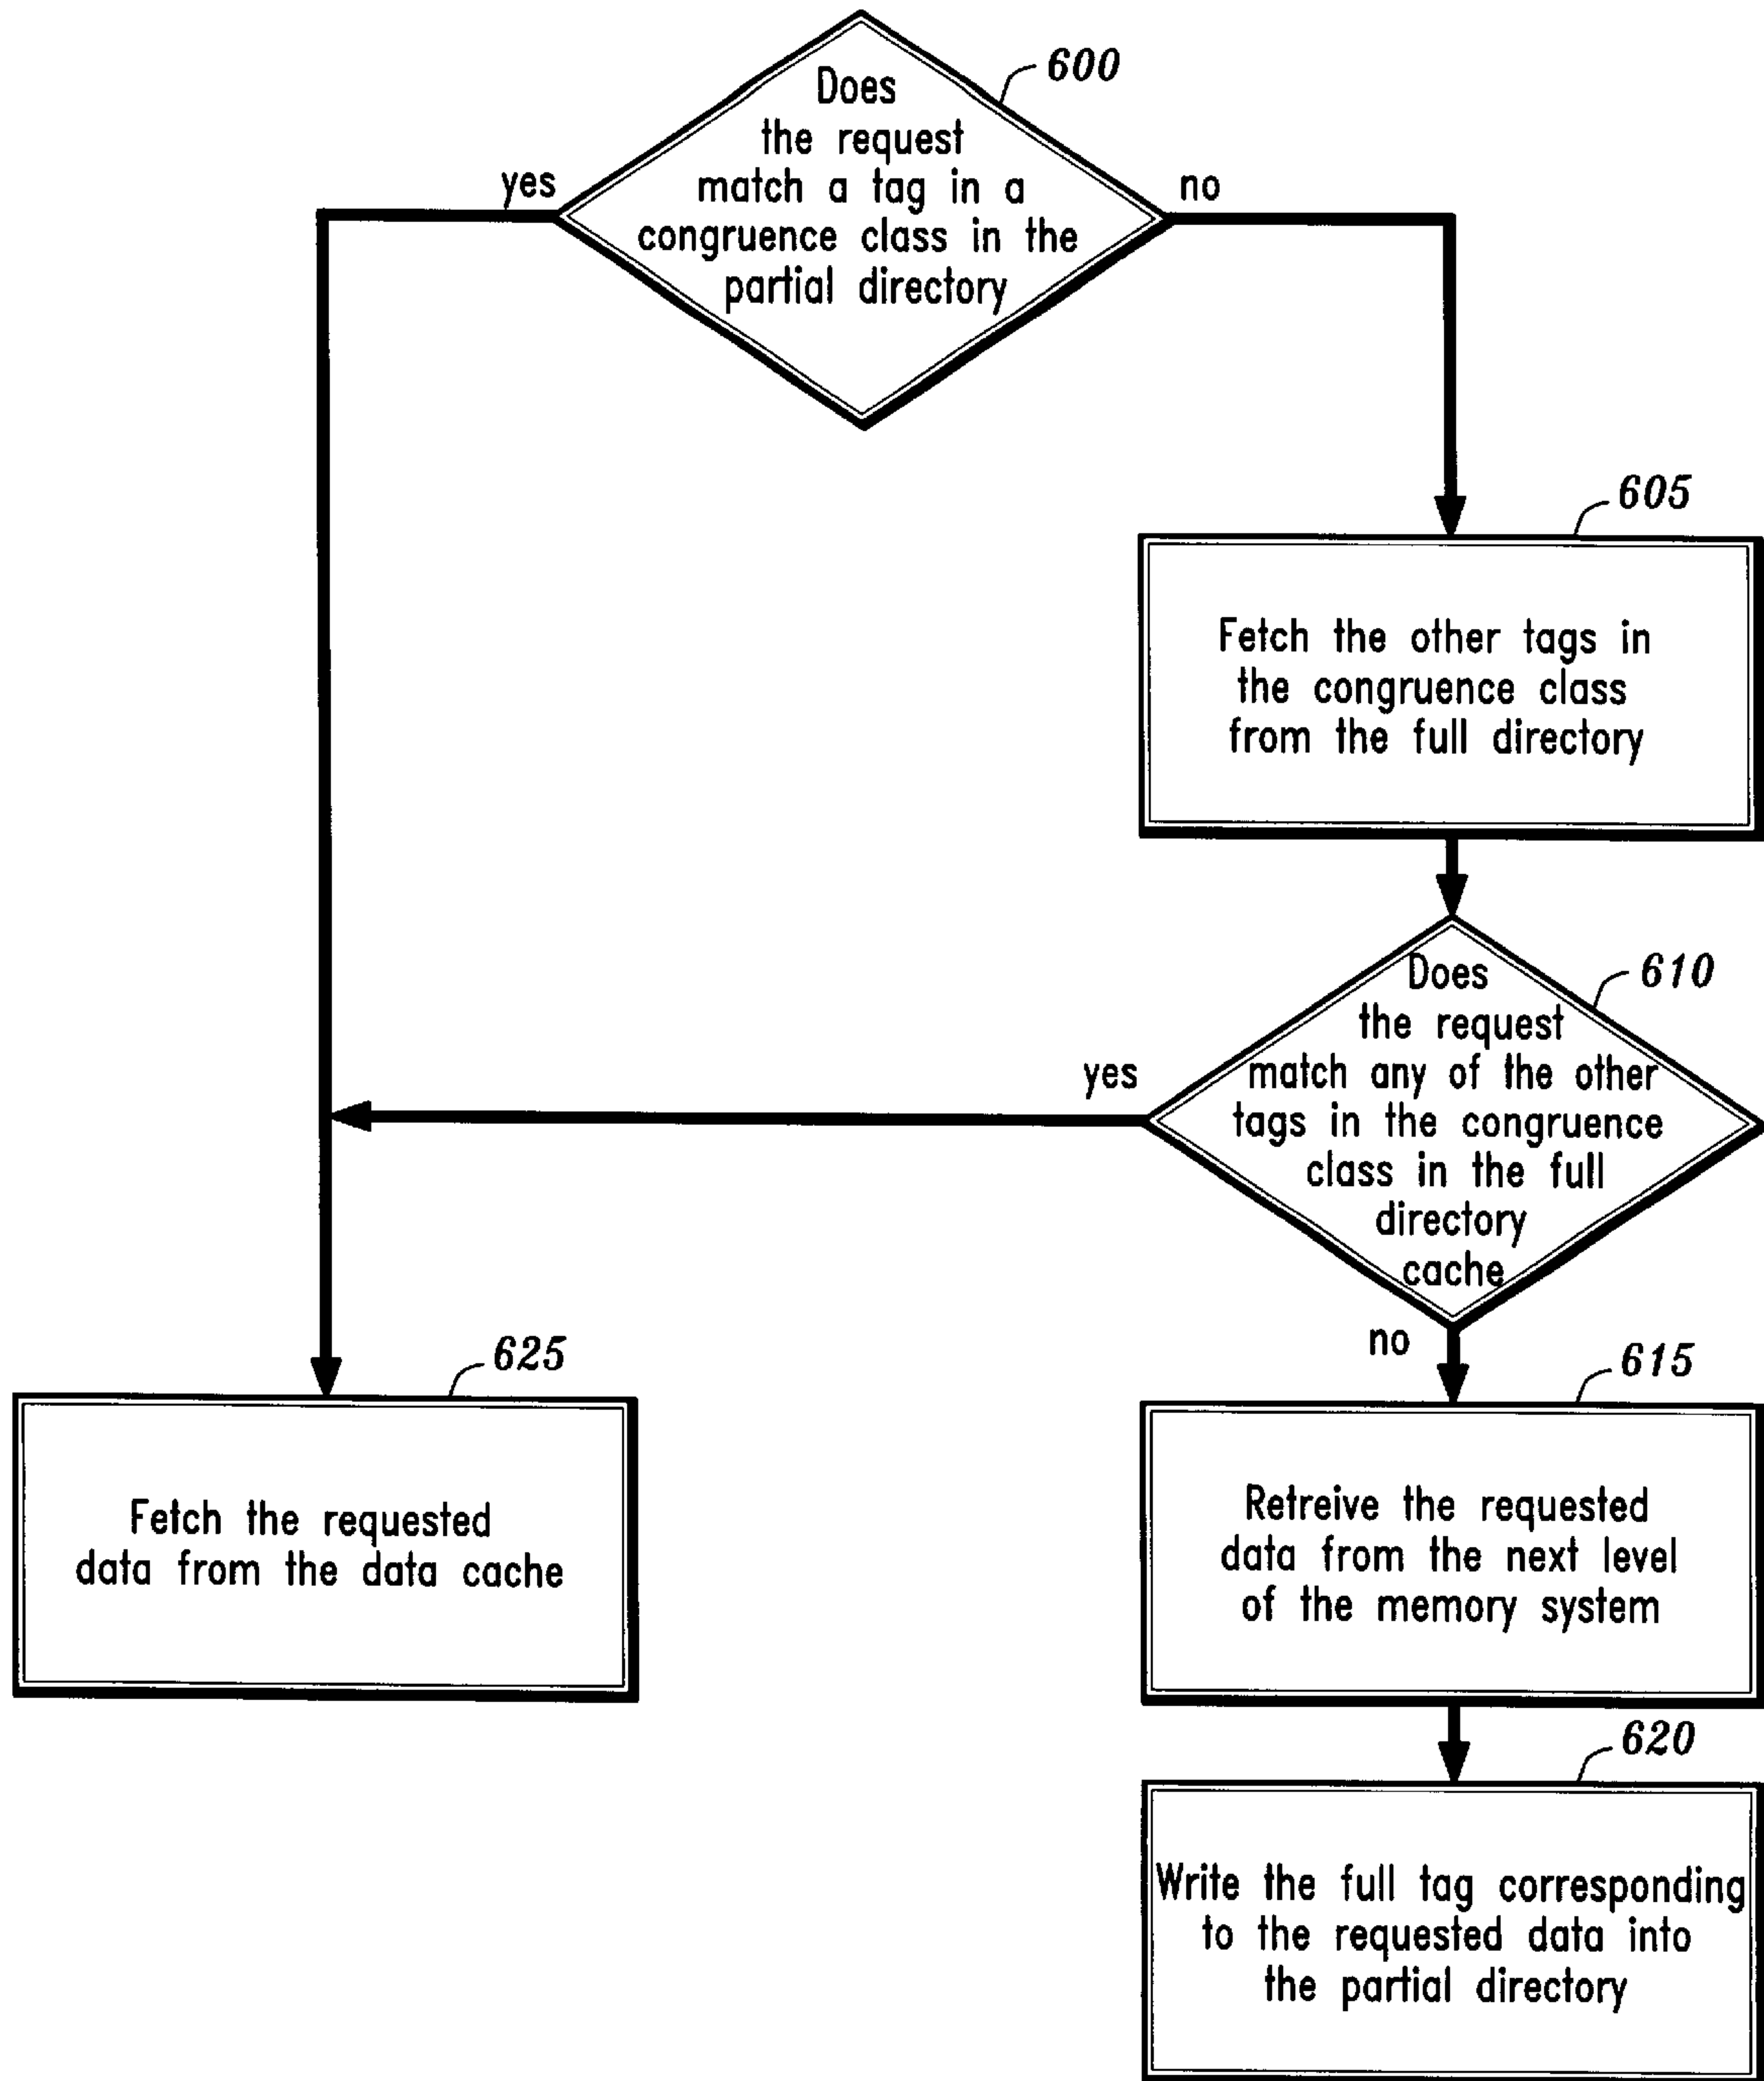 600
Does
the request
match a tag in a
congruence class in the
partial directory
yes
no
605
Fetch the other tags in
the congruence class
from the full directory
610
Does
the request
match any of the other
tags in the congruence
class in the full
directory
cache
yes
no
625
Fetch the requested
data from the data cache
615
Retreive the requested
data from the next level
of the memory system
620
Write the full tag corresponding
to the requested data into
the partial directory